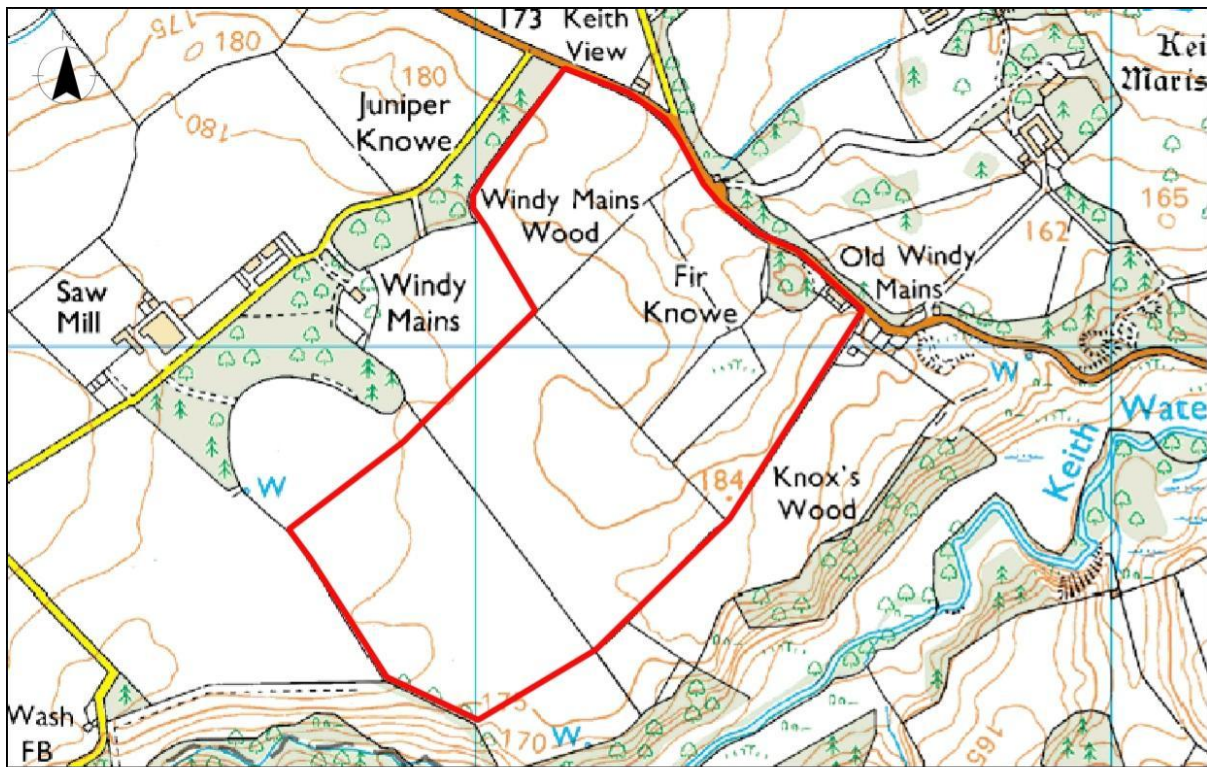 175
180
173 Keith
View
180
180
Juniper
Knowe
Kei
Maris
Windy Mains
Wood
165
162
Saw
Mill
Windy
Mains
Fir
Knowe
Old Windy
Mains
W
Keith Wate
W
184
Knox's
Wood
Wash
FB
175
170
W
165